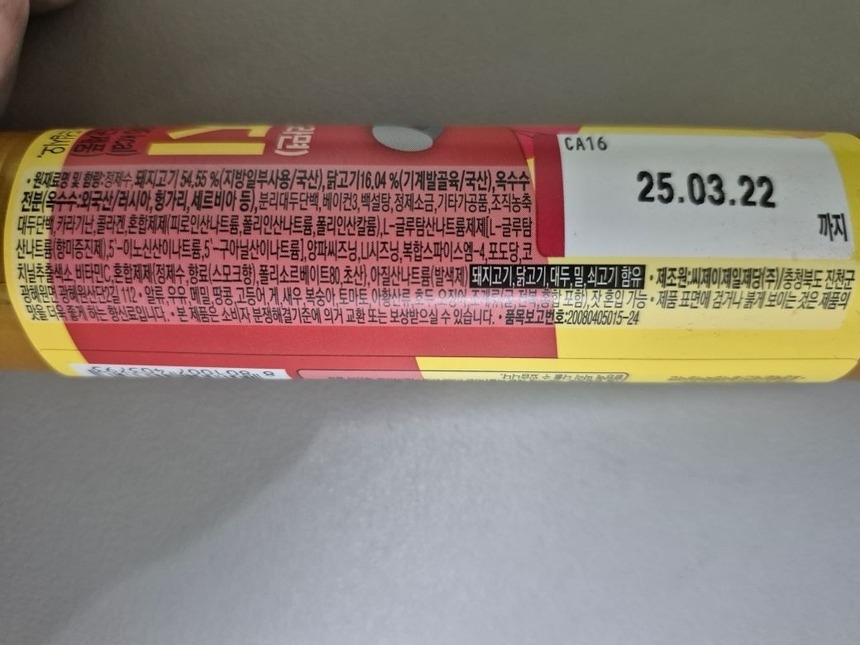 CA16
25.03.22
까지
• 원재료명 및 함량:정제수, 돼지고기 54.55 %(지방일부사용/국산), 닭고기16.04 %(기계발골육/국산), 옥수수
전분[옥수수:외국산(러시아, 헝가리, 세르비아 등)], 분리대두단백, 베이컨3, 백설탕, 정제소금, 기타가공품, 조직농축
대두단백, 카라기난, 콜라겐, 혼합제제[피로인산나트륨, 폴리인산나트륨, 폴리인산칼륨], L-글루탐산나트륨제제[L-글루탐
산나트륨(향미증진제), 5'-이노신산이나트륨, 5'-구아닐산이나트륨], 양파씨즈닝, 복합스파이스엠-4, 포도당, 코
치닐추출색소, 비타민C, 혼합제제[정제수, 향료(스모크향), 폴리소르베이트80, 초산], 아질산나트륨(발색제) 돼지고기, 닭고기, 대두, 밀, 쇠고기 함유 • 제조원:씨제이제일제당(주)/충청북도 진천군
광혜원면 광혜원산단2길 112 • 알류, 우유, 메밀, 땅콩, 고등어, 게, 새우, 복숭아, 토마토, 아황산류, 호두, 오징어, 잣 혼입 가능 • 제품 표면에 검거나 붉게 보이는 것은 제품의
맛을 더욱 좋게 하는 향신료입니다. • 본 제품은 소비자 분쟁해결기준에 의거 교환 또는 보상받으실 수 있습니다. • 품목보고번호:20080405015-24